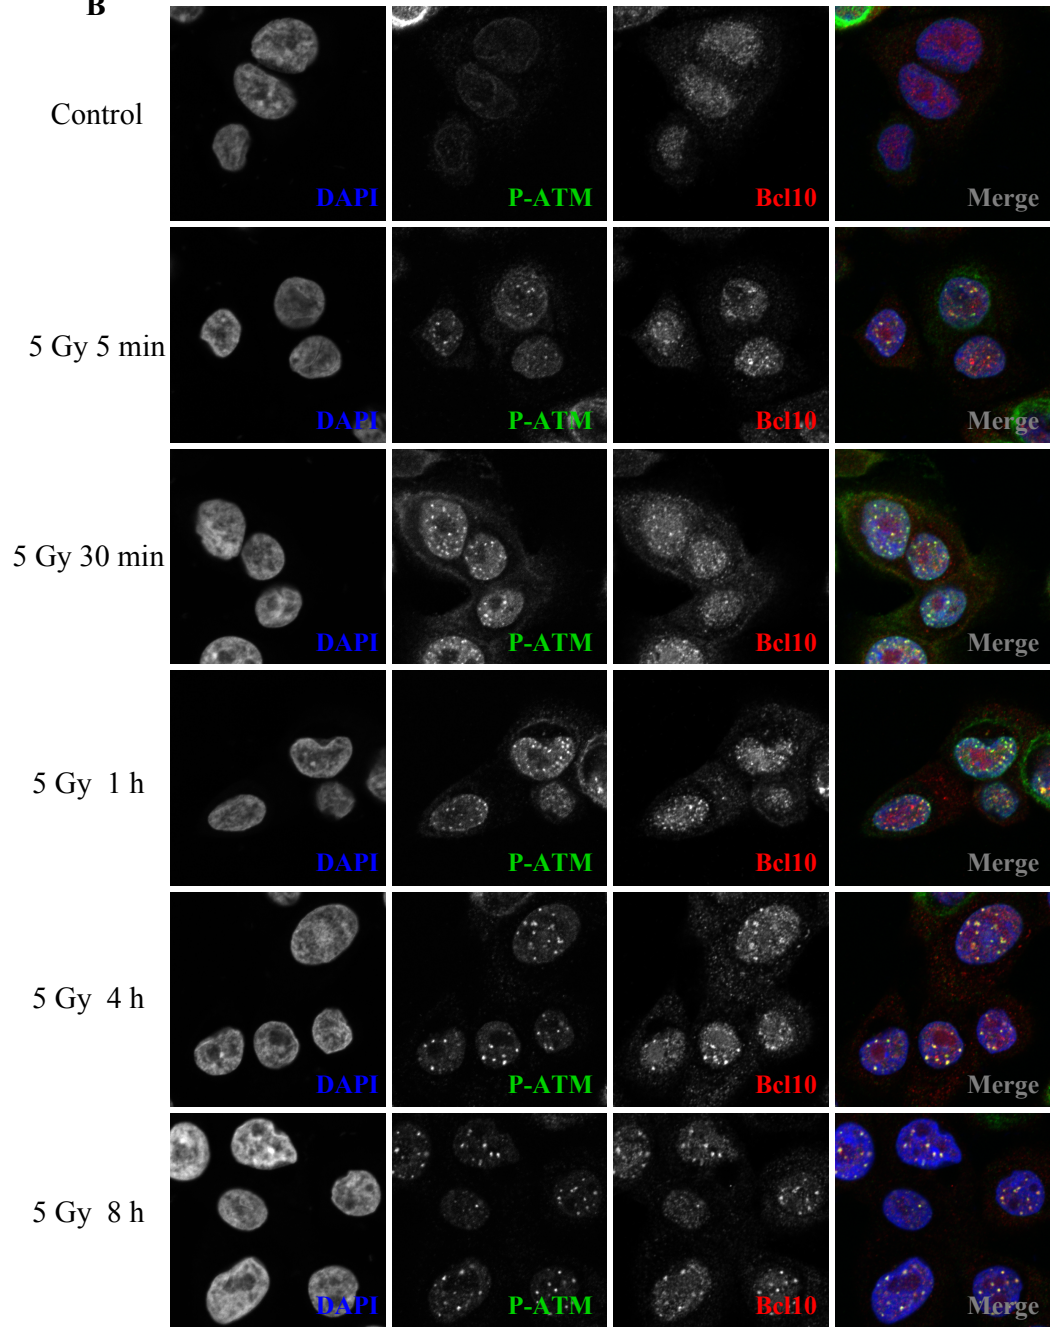 B
Control
DAPI
P-ATM
Bcl10
Merge
5 Gy 5 min
DAPI
P-ATM
Bcl10
Merge
5 Gy 30 min
DAPI
P-ATM
Bcl10
Merge
5 Gy 1 h
DAPI
P-ATM
Bcl10
Merge
5 Gy 4 h
DAPI
P-ATM
Bcl10
Merge
5 Gy 8 h
DAPI
P-ATM
Bcl10
Merge